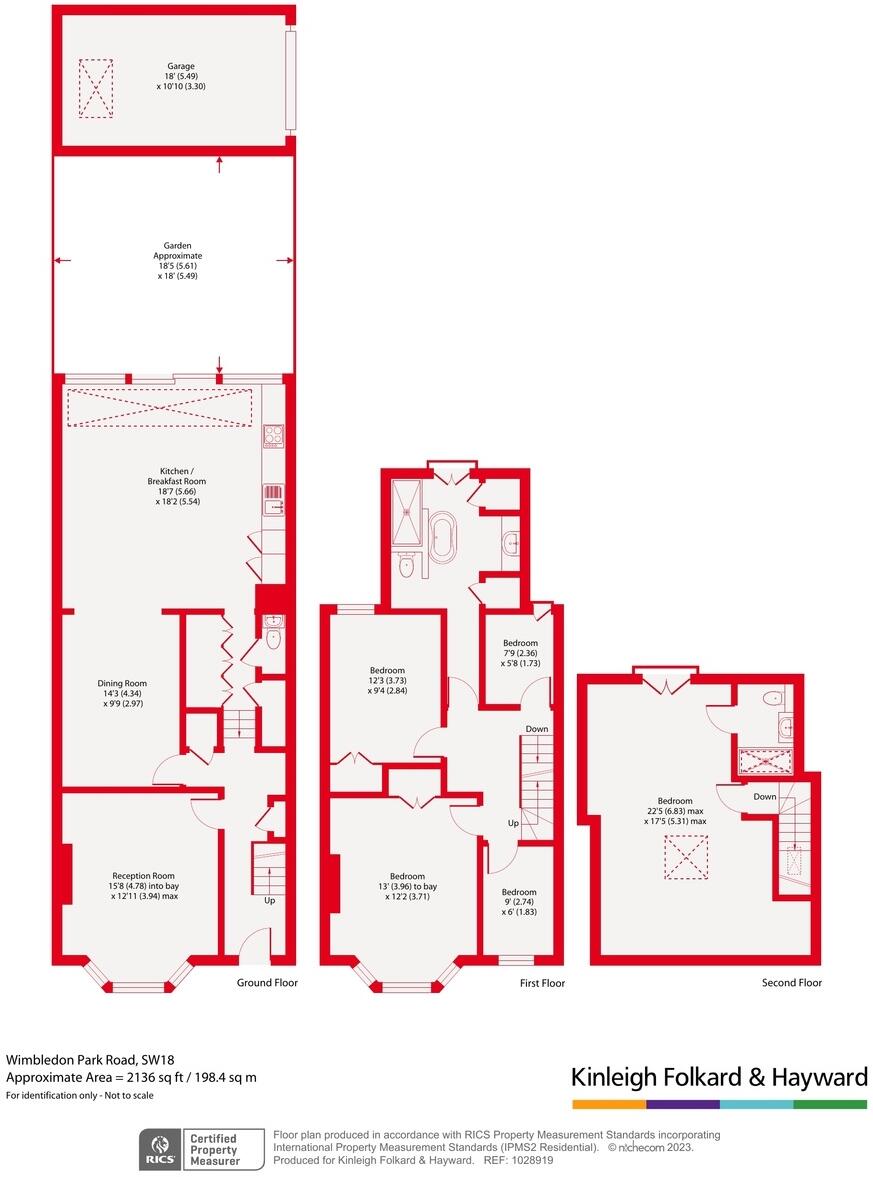 Garage
18' (5.49)
x 10'10 (3.30)
Garden
Approximate
18'5 (5.61)
x 18' (5.49)
Kitchen /
Breakfast Room
18'7 (5.66)
x 18'2 (5.54)
Dining Room
14'3 (4.34)
x 9'9 (2.97)
Reception Room
15'8 (4.78) into bay
x 12'11 (3.94) max
Up
Ground Floor
Bedroom
12'3 (3.73)
x 9'4 (2.84)
Bedroom
7'9 (2.36)
x 5'8 (1.73)
Down
Up
Bedroom
13' (3.96) to bay
x 12'2 (3.71)
Bedroom
9' (2.74)
x 6' (1.83)
First Floor
Bedroom
22'5 (6.83) max
x 17'5 (5.31) max
Down
Second Floor
Wimbledon Park Road, SW18
Approximate Area = 2136 sq ft / 198.4 sq m
For identification only - Not to scale
Kinleigh Folkard & Hayward
RICS
Certified
Property
Measurer
Floor plan produced in accordance with RICS Property Measurement Standards incorporating
International Property Measurement Standards (IPMS2 Residential). © nichecom 2023.
Produced for Kinleigh Folkard & Hayward. REF: 1028919